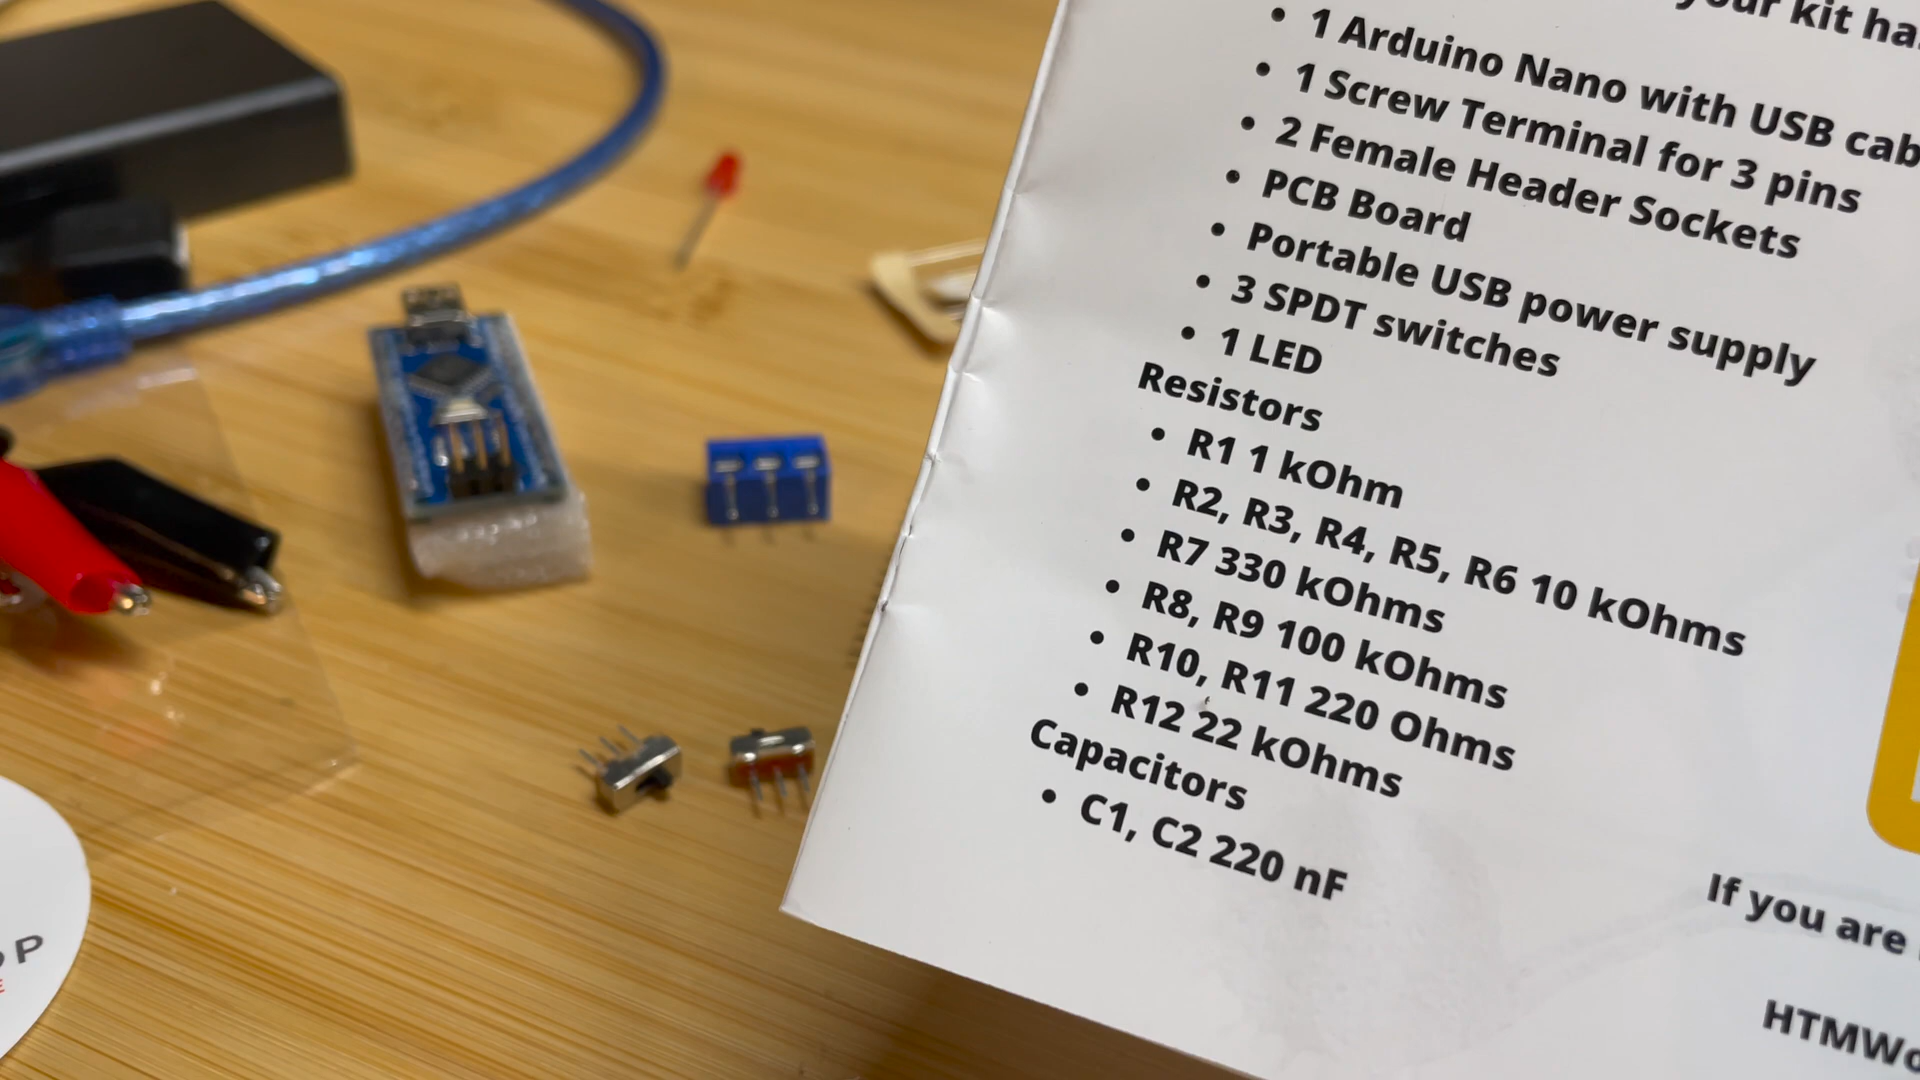 your kit
1 Arduino Nano with USB
1 Screw Terminal for 3 pins
2 Female Header Sockets
PCB Board
Portable USB power supply
3 SPDT switches
1 LED
Resistors
R1 1 kOhm
R2, R3, R4, R5, R6 10 kOhms
R7 330 kOhms
R8, R9 100 kOhms
R10, R11 220 Ohms
R12 22 kOhms
Capacitors
C1, C2 220 nF
If you are